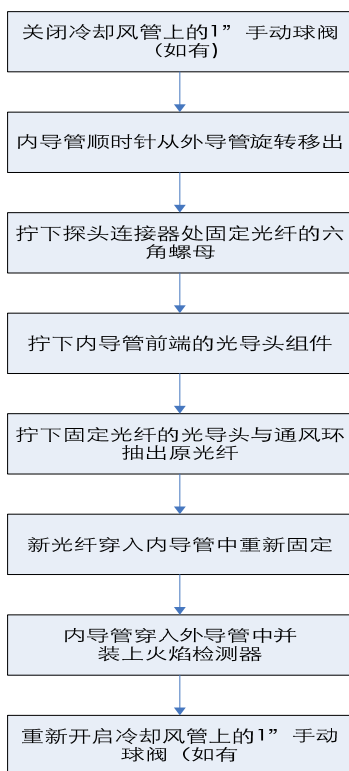 关闭冷却风管上的1”手动球阀
（如有）
内导管顺时针从外导管旋转移出
拧下探头连接器处固定光纤的六
角螺母
拧下内导管前端的光导头组件
拧下固定光纤的光导头与通风环
抽出原光纤
新光纤穿入内导管中重新固定
内导管穿入外导管中并
装上火焰检测器
重新开启冷却风管上的1”手动
球阀（如有